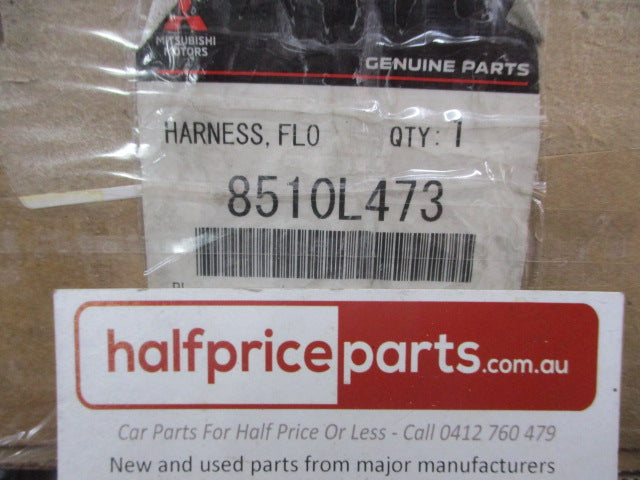 MITSUBISHI
MOTORS
GENUINE PARTS
HARNESS, FLO QTY: 1
8510L473
halfpriceparts.com.au
Car Parts For Half Price Or Less - Call 0412 760 479
New and used parts from major manufacturers